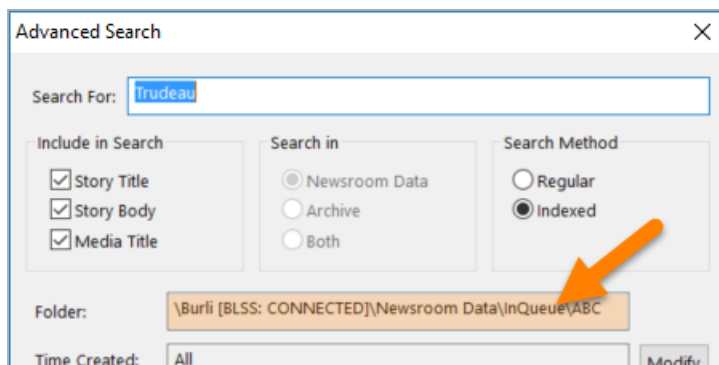 Advanced Search
Search For: Trudeau
Include in Search Search in Search Method
Story Title Newsroom Data Regular
Story Body Archive Indexed
Media Title Both
Folder: \Burli [BLSS: CONNECTED]\Newsroom Data\InQueue\ABC
Time Created: All Modify